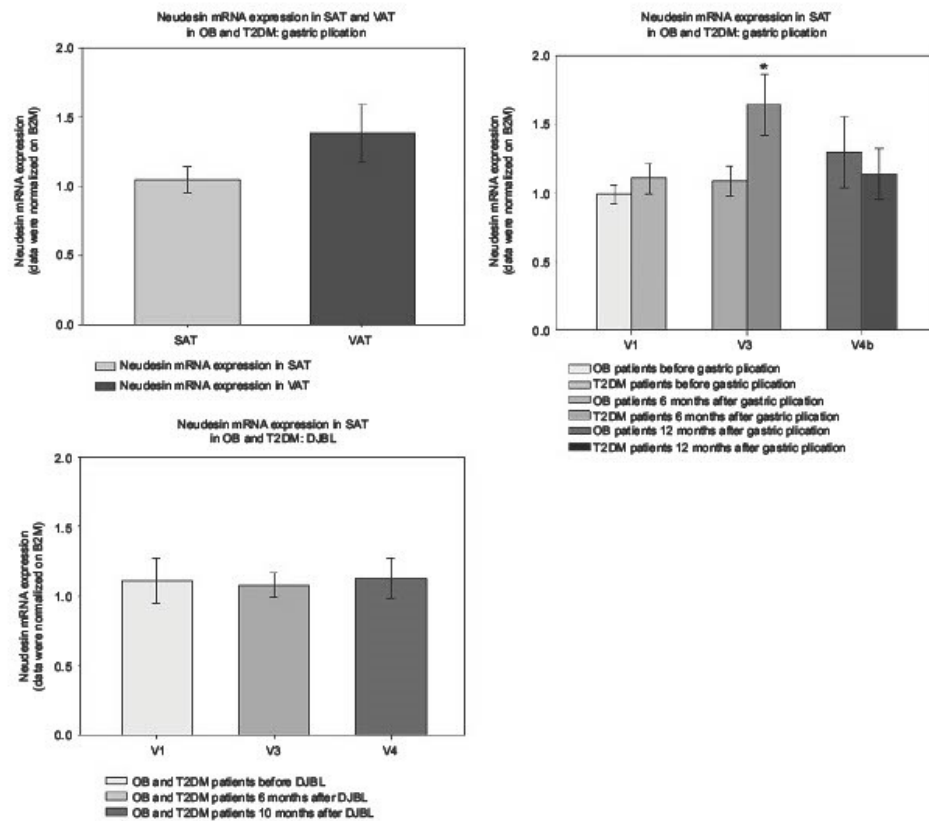 Neudesin mRNA expression in SAT and VAT
in OB and T2DM: gastric plication
Neudesin mRNA expression
(data were normalized on B2M)
2.0
1.5
1.0
0.5
0.0
SAT
VAT
Neudesin mRNA expression in SAT
Neudesin mRNA expression in VAT
Neudesin mRNA expression in SAT
in OB and T2DM: gastric plication
Neudesin mRNA expression
(data were normalized on B2M)
2.0
1.5
1.0
0.5
0.0
*
V1
V3
V4b
OB patients before gastric plication
T2DM patients before gastric plication
OB patients 6 months after gastric plication
T2DM patients 6 months after gastric plication
OB patients 12 months after gastric plication
T2DM patients 12 months after gastric plication
Neudesin mRNA expression in SAT
in OB and T2DM: DJBL
Neudesin mRNA expression
(data were normalized on B2M)
2.0
1.5
1.0
0.5
0.0
V1
V3
V4
OB and T2DM patients before DJBL
OB and T2DM patients 6 months after DJBL
OB and T2DM patients 10 months after DJBL